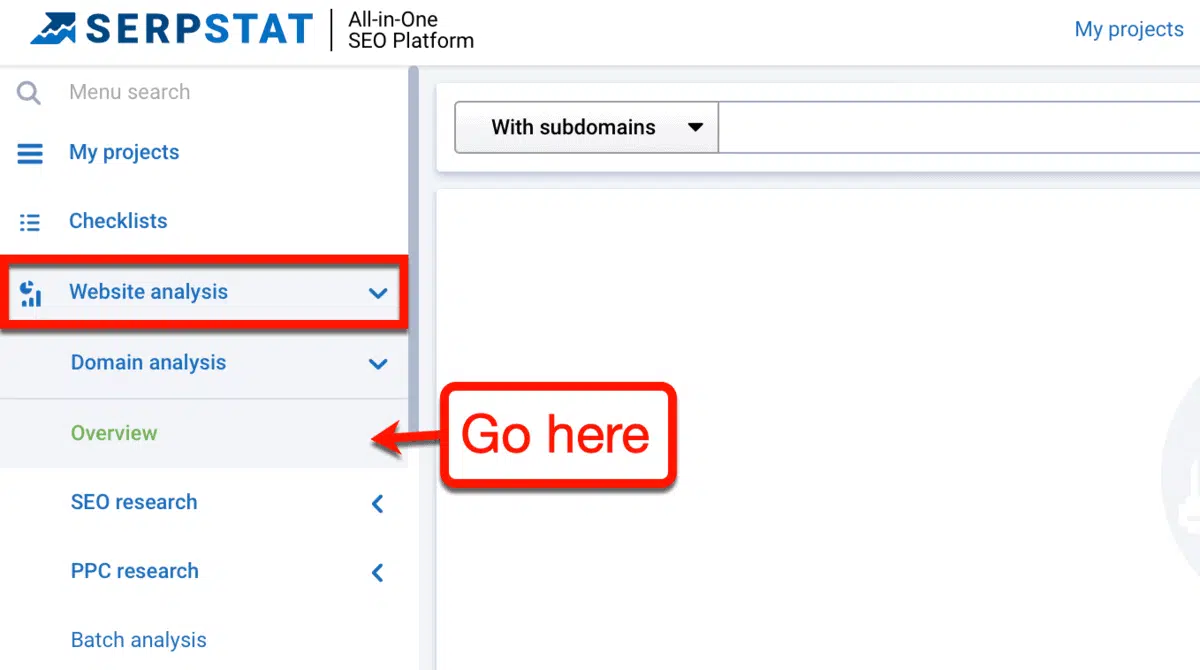 SERPSTAT
All-in-One
SEO Platform
My projects
Menu search
My projects
Checklists
Website analysis
Domain analysis
Overview
SEO research
PPC research
Batch analysis
With subdomains
Go here